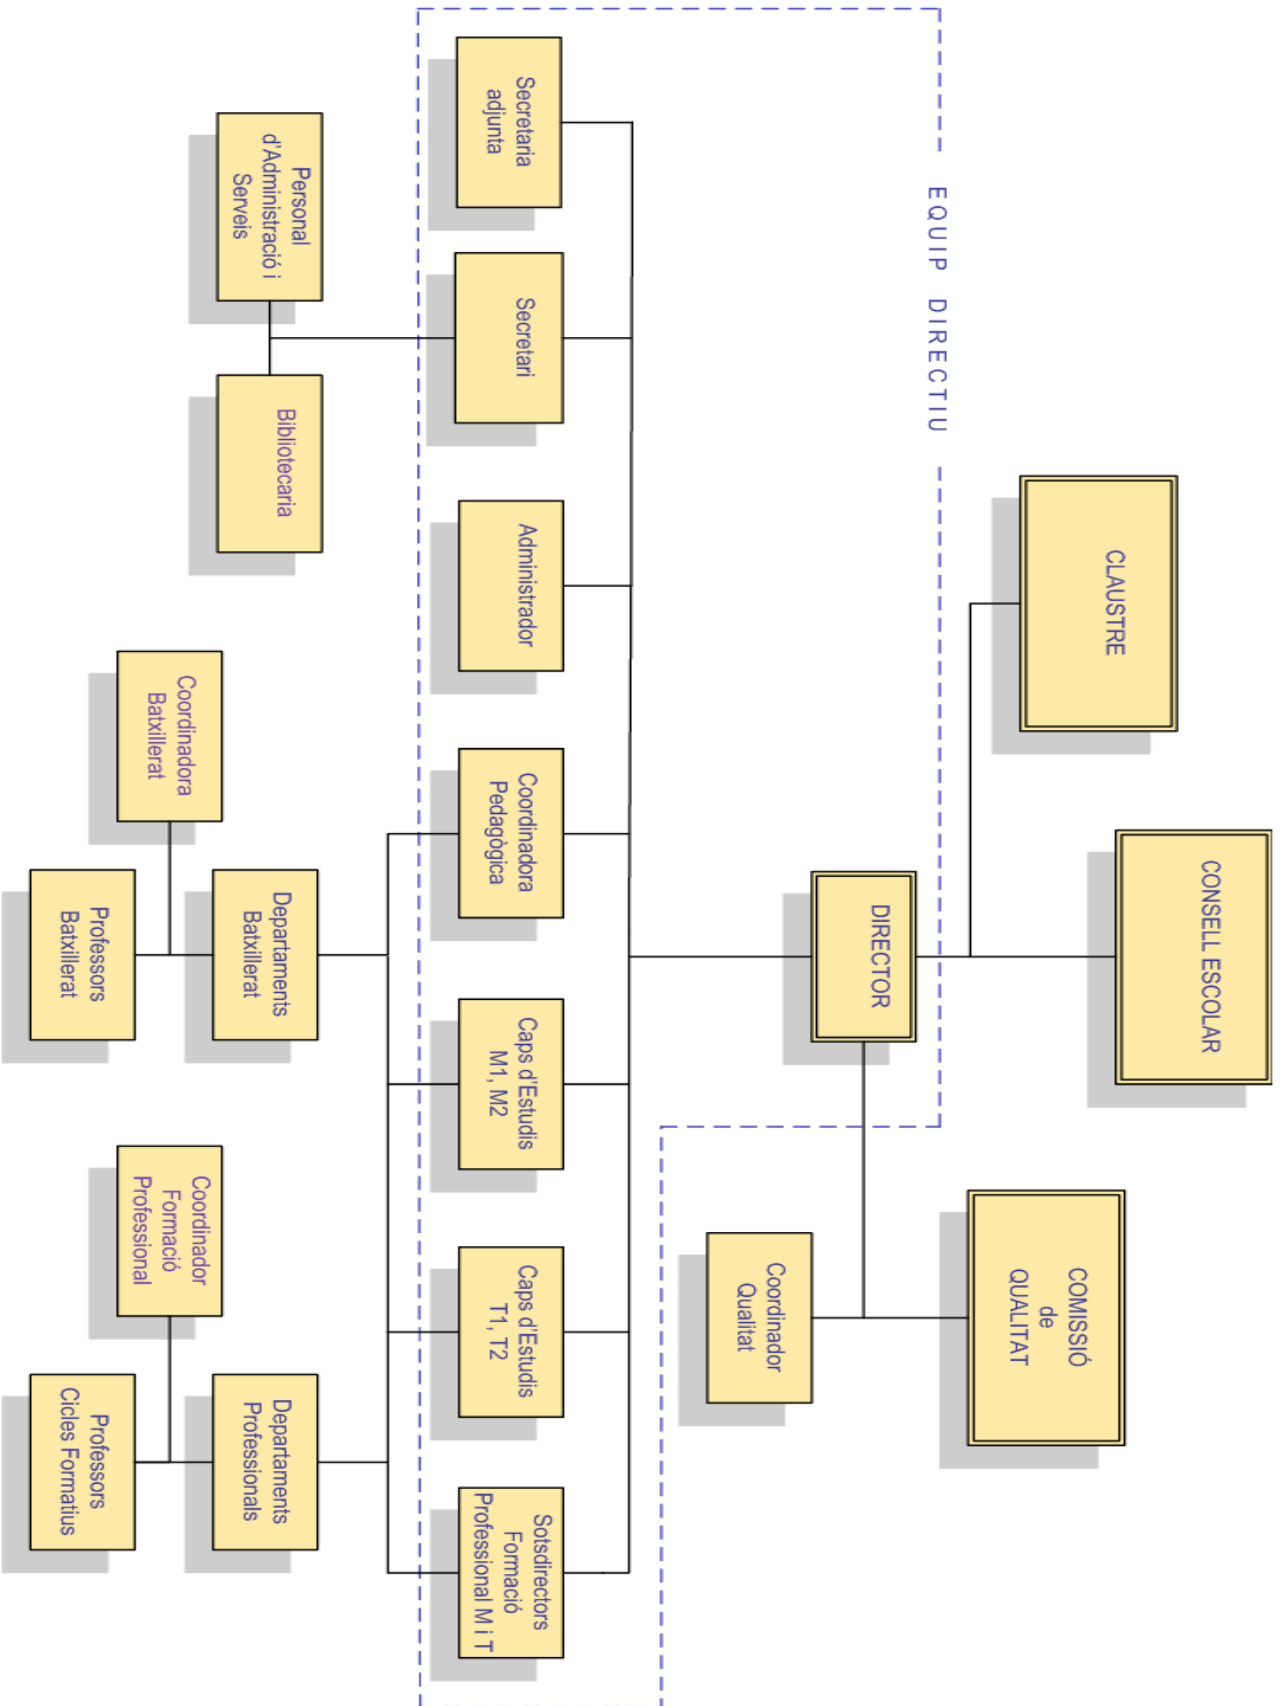 CONSELL ESCOLAR
CLAUSTRE
COMISSIÓ
de
QUALITAT
EQUIP DIRECTIU
DIRECTOR
Coordinador
Qualitat
Secretaria
adjunta
Secretari
Administrador
Coordinadora
Pedagògica
Caps d'Estudis
M1, M2
Caps d'Estudis
T1, T2
Sotsdirectors
Formació
Professional M i T
Personal
d'Administració i
Serveis
Bibliotecaria
Departaments
Batxillerat
Departaments
Professionals
Coordinadora
Batxillerat
Coordinador
Formació
Professional
Professors
Batxillerat
Professors
Cicles Formatius